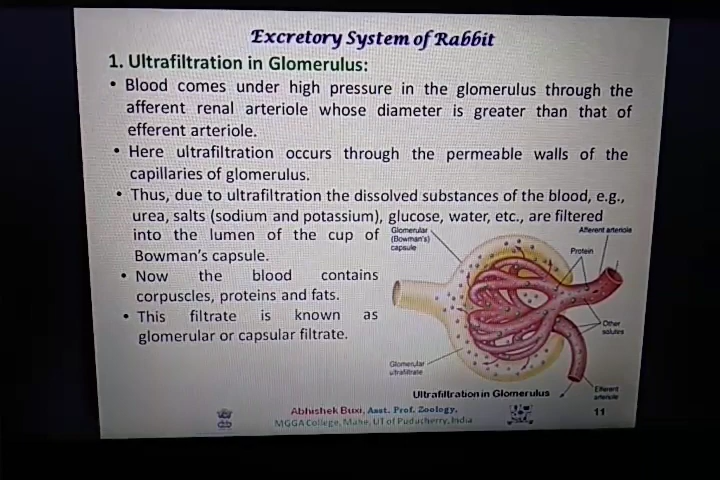 Excretory System of Rabbit
1. Ultrafiltration in Glomerulus:
• Blood comes under high pressure in the glomerulus through the
afferent renal arteriole whose diameter is greater than that of
efferent arteriole.
• Here ultrafiltration occurs through the permeable walls of the
capillaries of glomerulus.
• Thus, due to ultrafiltration the dissolved substances of the blood, e.g.,
urea, salts (sodium and potassium), glucose, water, etc., are filtered
into the lumen of the cup of
Bowman's capsule.
• Now the blood contains
corpuscles, proteins and fats.
• This filtrate is known as
glomerular or capsular filtrate.
Glomerular
(Bowman's)
capsule
Afferent arteriole
Protein
Other
solutes
Glomerular
ultrafiltrate
Efferent
arteriole
Ultrafiltration in Glomerulus
Abhishek Buxi, Asst. Prof. Zoology,
MGGA College, Mahe, UT of Puducherry, India
11